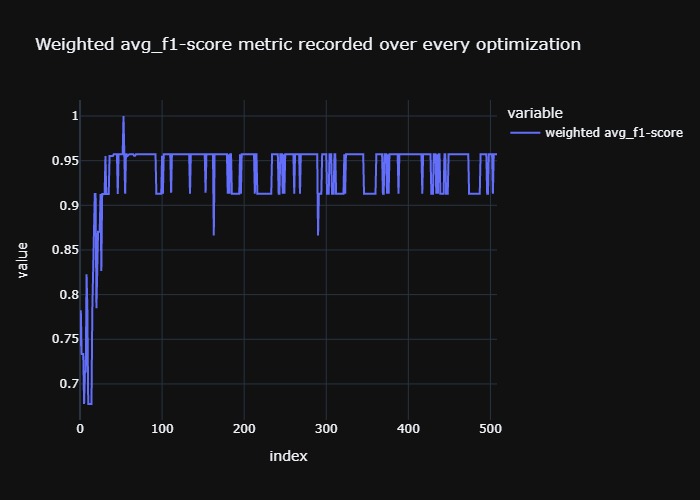 Weighted avg_f1-score metric recorded over every optimization
variable
weighted avg_f1-score
1
0.95
0.9
0.85
0.8
0.75
0.7
value
0
100
200
300
400
500
index